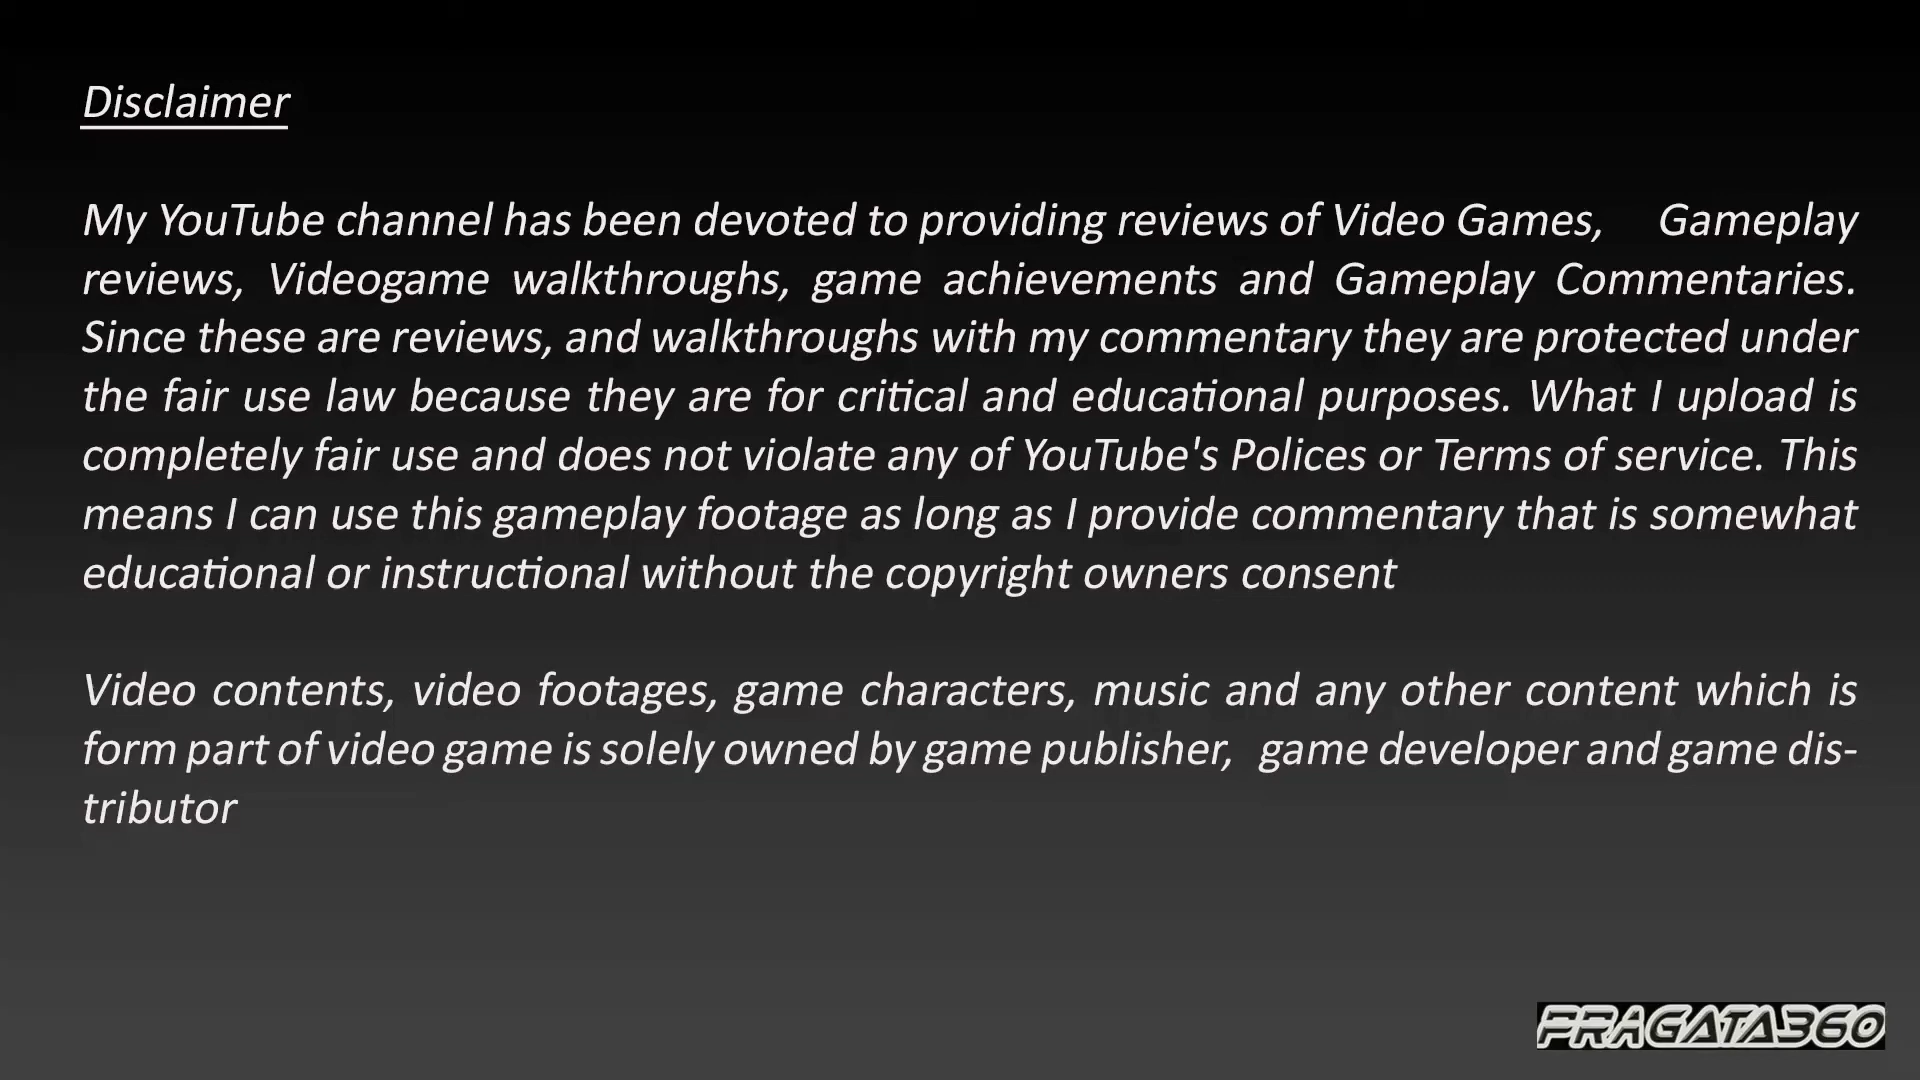 Disclaimer
My YouTube channel has been devoted to providing reviews of Video Games, Gameplay
reviews, Videogame walkthroughs, game achievements and Gameplay Commentaries.
Since these are reviews, and walkthroughs with my commentary they are protected under
the fair use law because they are for critical and educational purposes. What I upload is
completely fair use and does not violate any of YouTube's Polices or Terms of service. This
means I can use this gameplay footage as long as I provide commentary that is somewhat
educational or instructional without the copyright owners consent
Video contents, video footages, game characters, music and any other content which is
form part of video game is solely owned by game publisher, game developer and game dis-
tributor
PRAGATA360